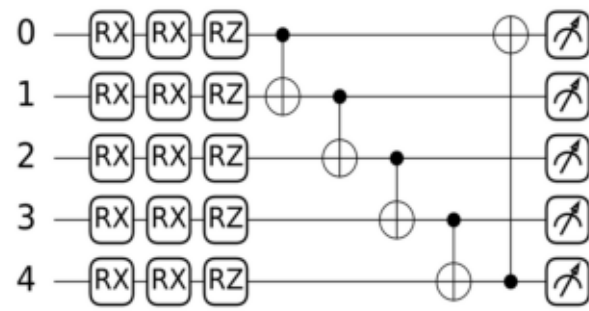 0 RX RX RZ
1 RX RX RZ
2 RX RX RZ
3 RX RX RZ
4 RX RX RZ